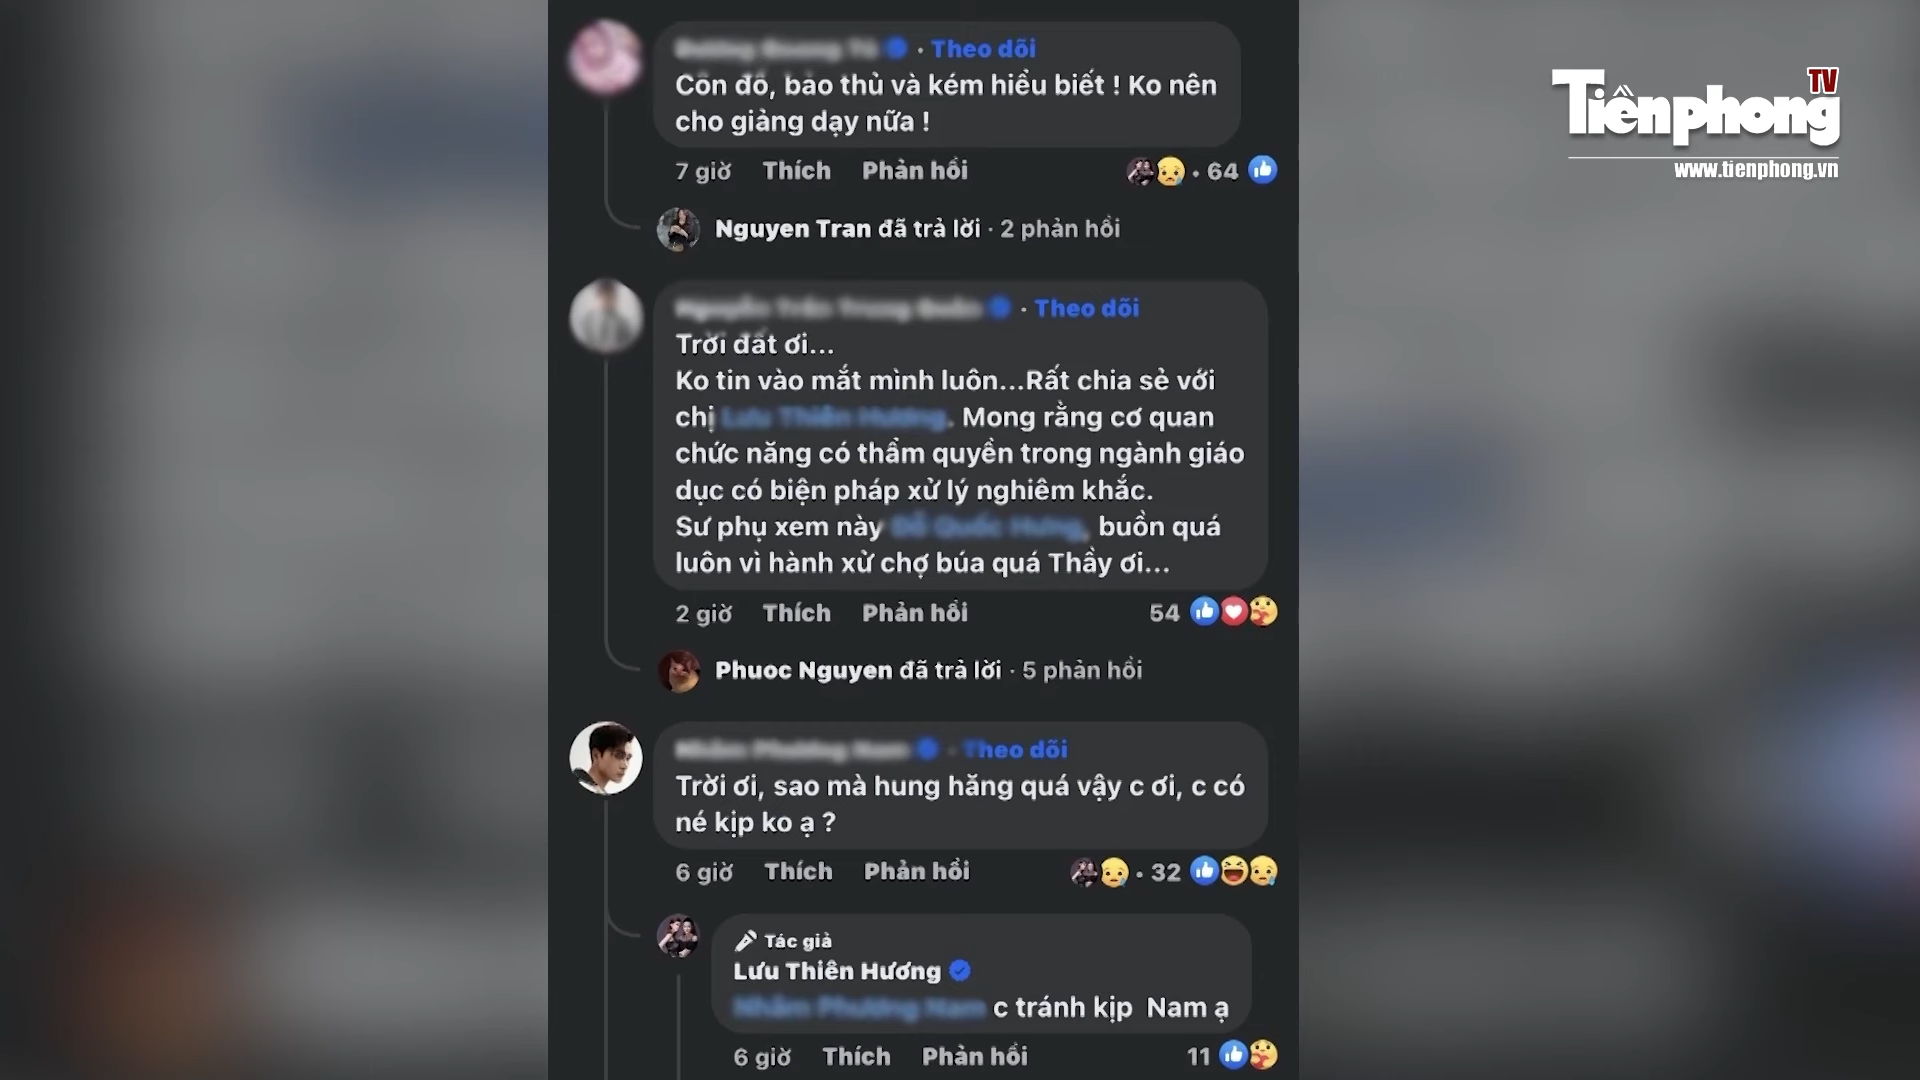 Theo dõi
Côn đồ, bảo thủ và kém hiểu biết ! Ko nên
cho giảng dạy nữa !
7 giờ Thích Phản hồi 64
Nguyen Tran đã trả lời · 2 phản hồi
Theo dõi
Trời đất ơi...
Ko tin vào mắt mình luôn...Rất chia sẻ với
chị Lưu Thiên Hương. Mong rằng cơ quan
chức năng có thẩm quyền trong ngành giáo
dục có biện pháp xử lý nghiêm khắc.
Sư phụ xem này , buồn quá
luôn vì hành xử chợ búa quá Thầy ơi...
2 giờ Thích Phản hồi 54
Phuoc Nguyen đã trả lời · 5 phản hồi
Theo dõi
Trời ơi, sao mà hung hăng quá vậy c ơi, c có
né kịp ko ạ ?
6 giờ Thích Phản hồi 32
Tác giả
Lưu Thiên Hương
c tránh kịp Nam ạ
6 giờ Thích Phản hồi 11
Tiền phong TV
www.tienphong.vn